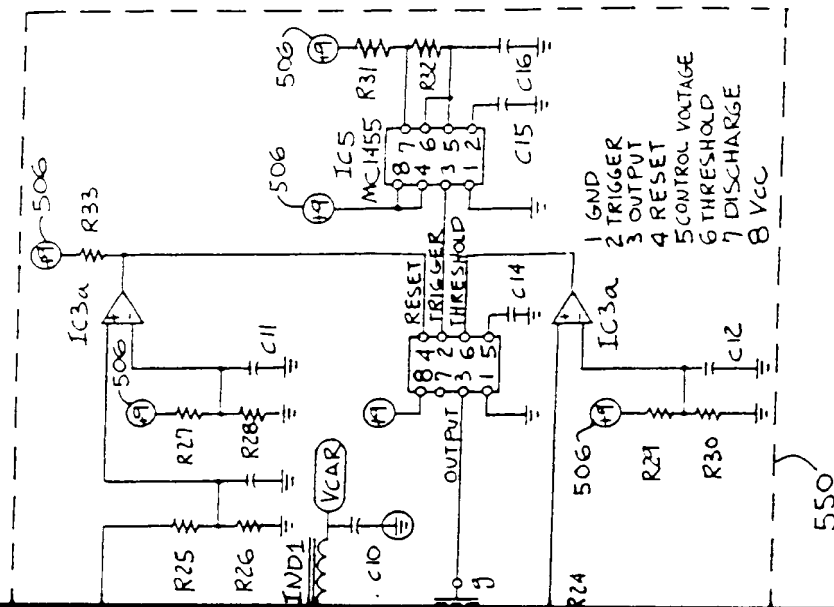 506
+9
R33
IC3a
+
-
506
+9
R27
R28
C11
R25
R26
IND1
VCAR
C10
506
+9
R31
R32
IC5
MC1455
8 7
4 6
3 5
1 2
C16
C15
506
+9
RESET
TRIGGER
THRESHOLD
+9
8 4
7 2
3 6
1 5
C14
OUTPUT
g
R24
IC3a
+
-
506
+9
R29
R30
C12
1 GND
2 TRIGGER
3 OUTPUT
4 RESET
5 CONTROL VOLTAGE
6 THRESHOLD
7 DISCHARGE
8 Vcc
550